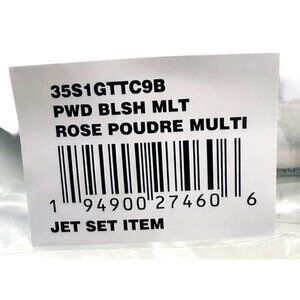 35S1GTTC9B
PWD BLSH MLT
ROSE POUDRE MULTI
1 94900 27460 6
JET SET ITEM